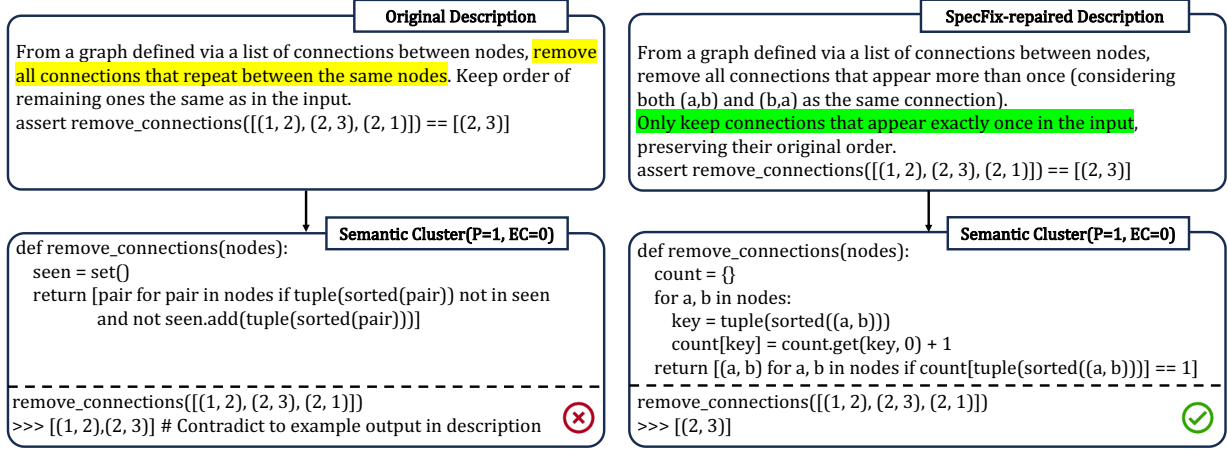 Original Description
From a graph defined via a list of connections between nodes, remove
all connections that repeat between the same nodes. Keep order of
remaining ones the same as in the input.
assert remove_connections([(1, 2), (2, 3), (2, 1)]) == [(2, 3)]
Semantic Cluster(P=1, EC=0)
def remove_connections(nodes):
    seen = set()
    return [pair for pair in nodes if tuple(sorted(pair)) not in seen
            and not seen.add(tuple(sorted(pair)))]
remove_connections([(1, 2), (2, 3), (2, 1)])
>>> [(1, 2),(2, 3)] # Contradict to example output in description
SpecFix-repaired Description
From a graph defined via a list of connections between nodes,
remove all connections that appear more than once (considering
both (a,b) and (b,a) as the same connection).
Only keep connections that appear exactly once in the input,
preserving their original order.
assert remove_connections([(1, 2), (2, 3), (2, 1)]) == [(2, 3)]
Semantic Cluster(P=1, EC=0)
def remove_connections(nodes):
    count = {}
    for a, b in nodes:
        key = tuple(sorted((a, b)))
        count[key] = count.get(key, 0) + 1
    return [(a, b) for a, b in nodes if count[tuple(sorted((a, b)))] == 1]
remove_connections([(1, 2), (2, 3), (2, 1)])
>>> [(2, 3)]